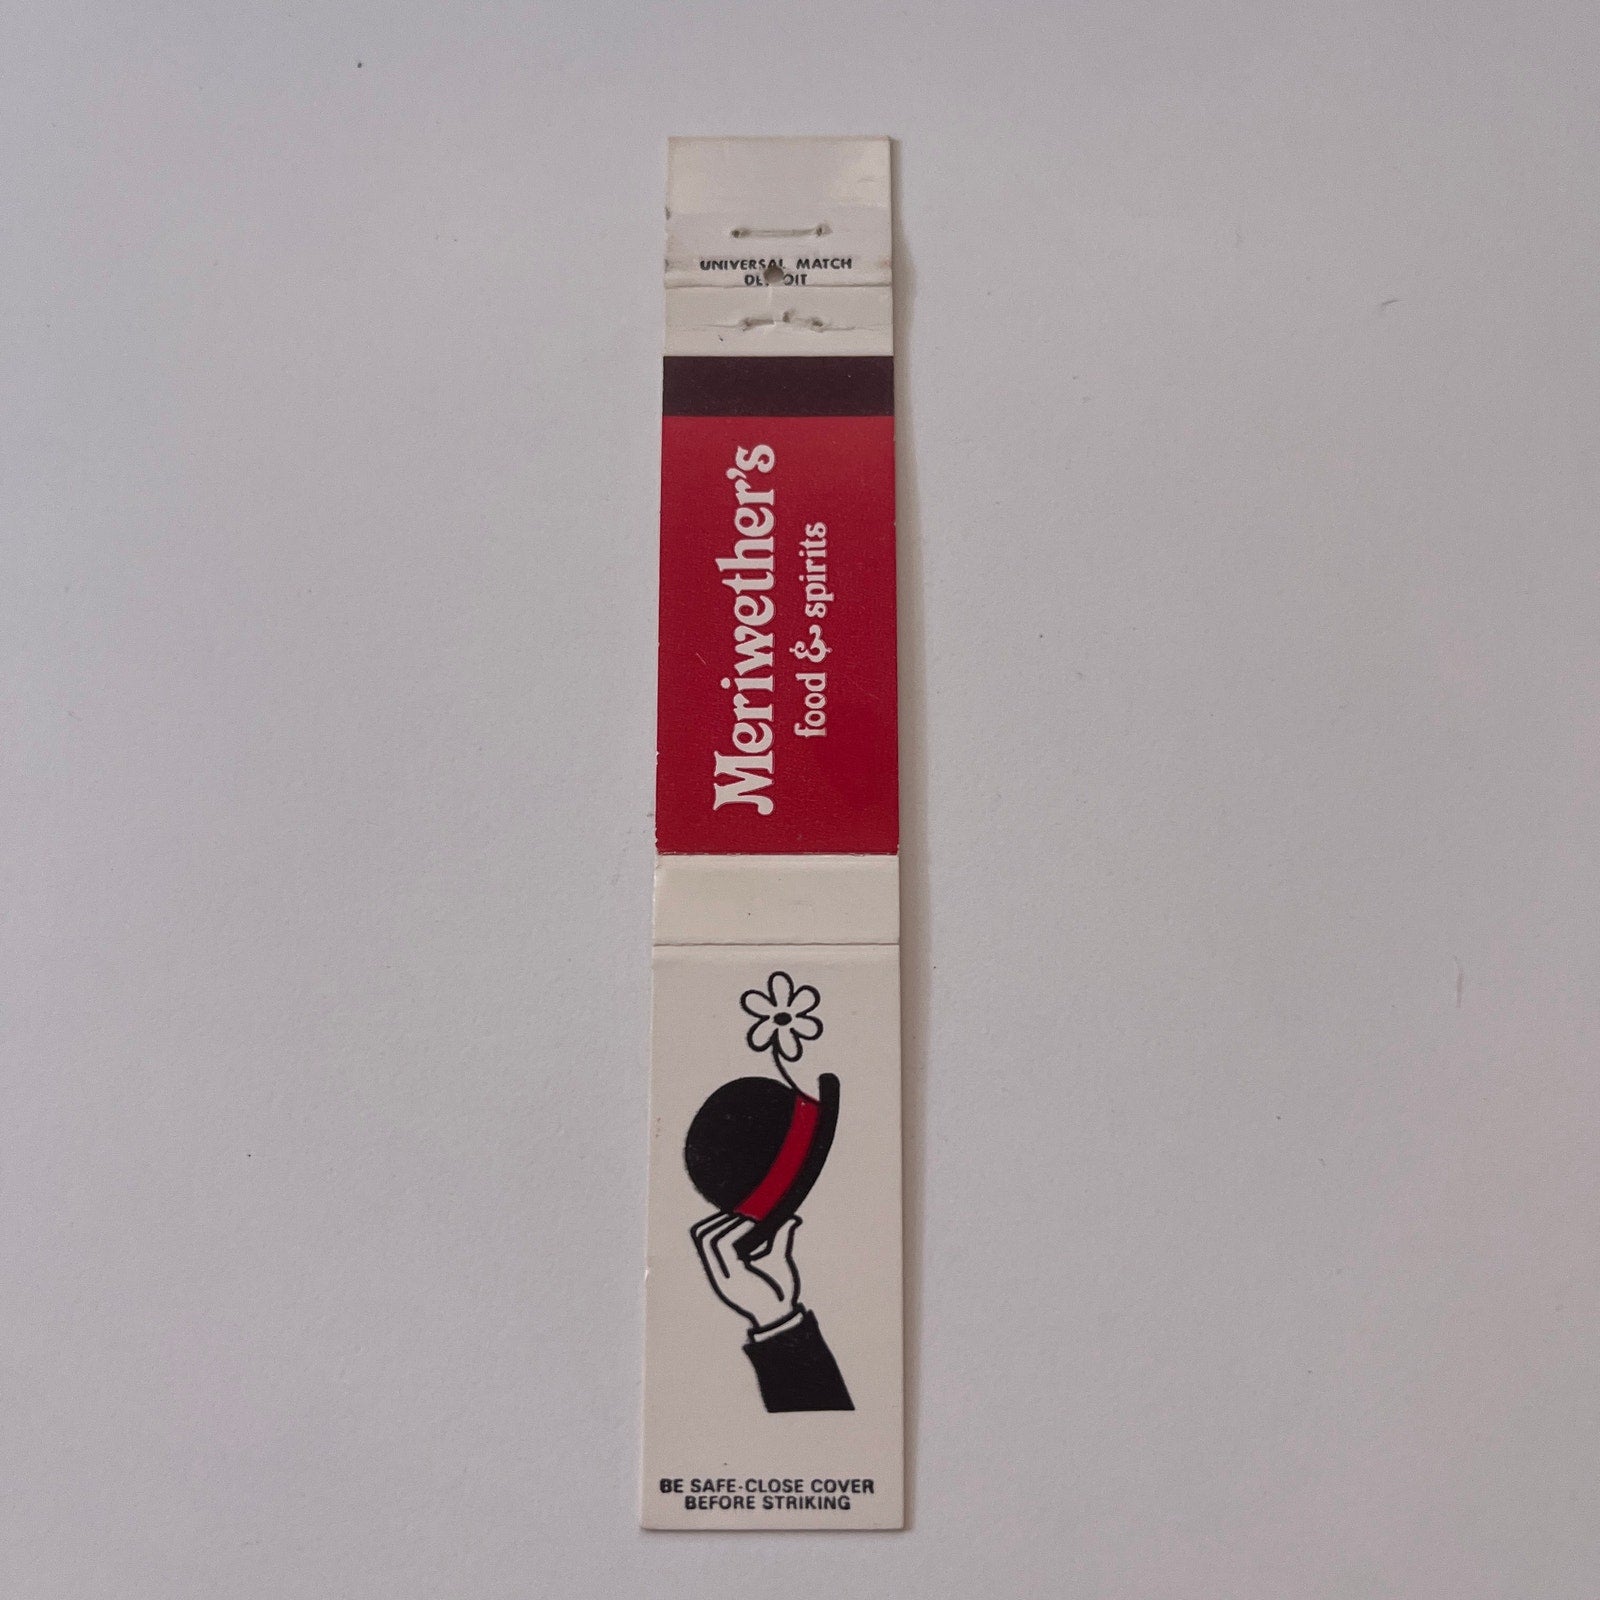 UNIVERSAL MATCH
DETROIT
Meriwether's
food & spirits
BE SAFE-CLOSE COVER
BEFORE STRIKING